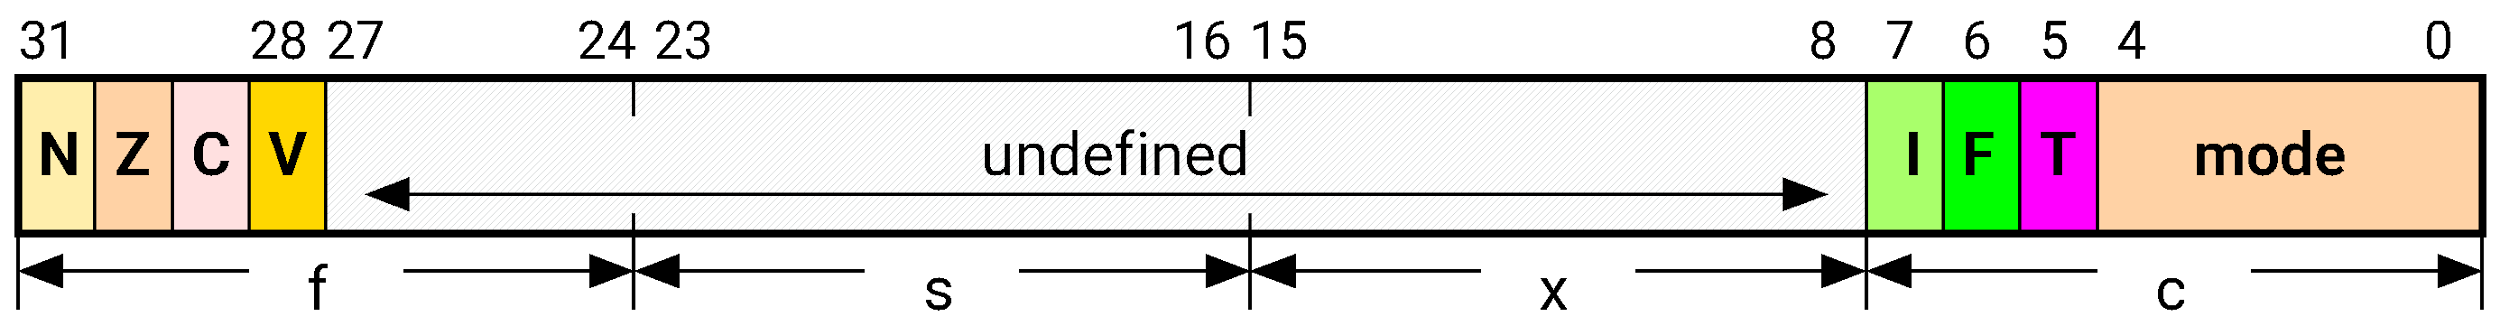 31 28 27 24 23 16 15 8 7 6 5 4 0
N Z C V undefined I F T mode
f s x c